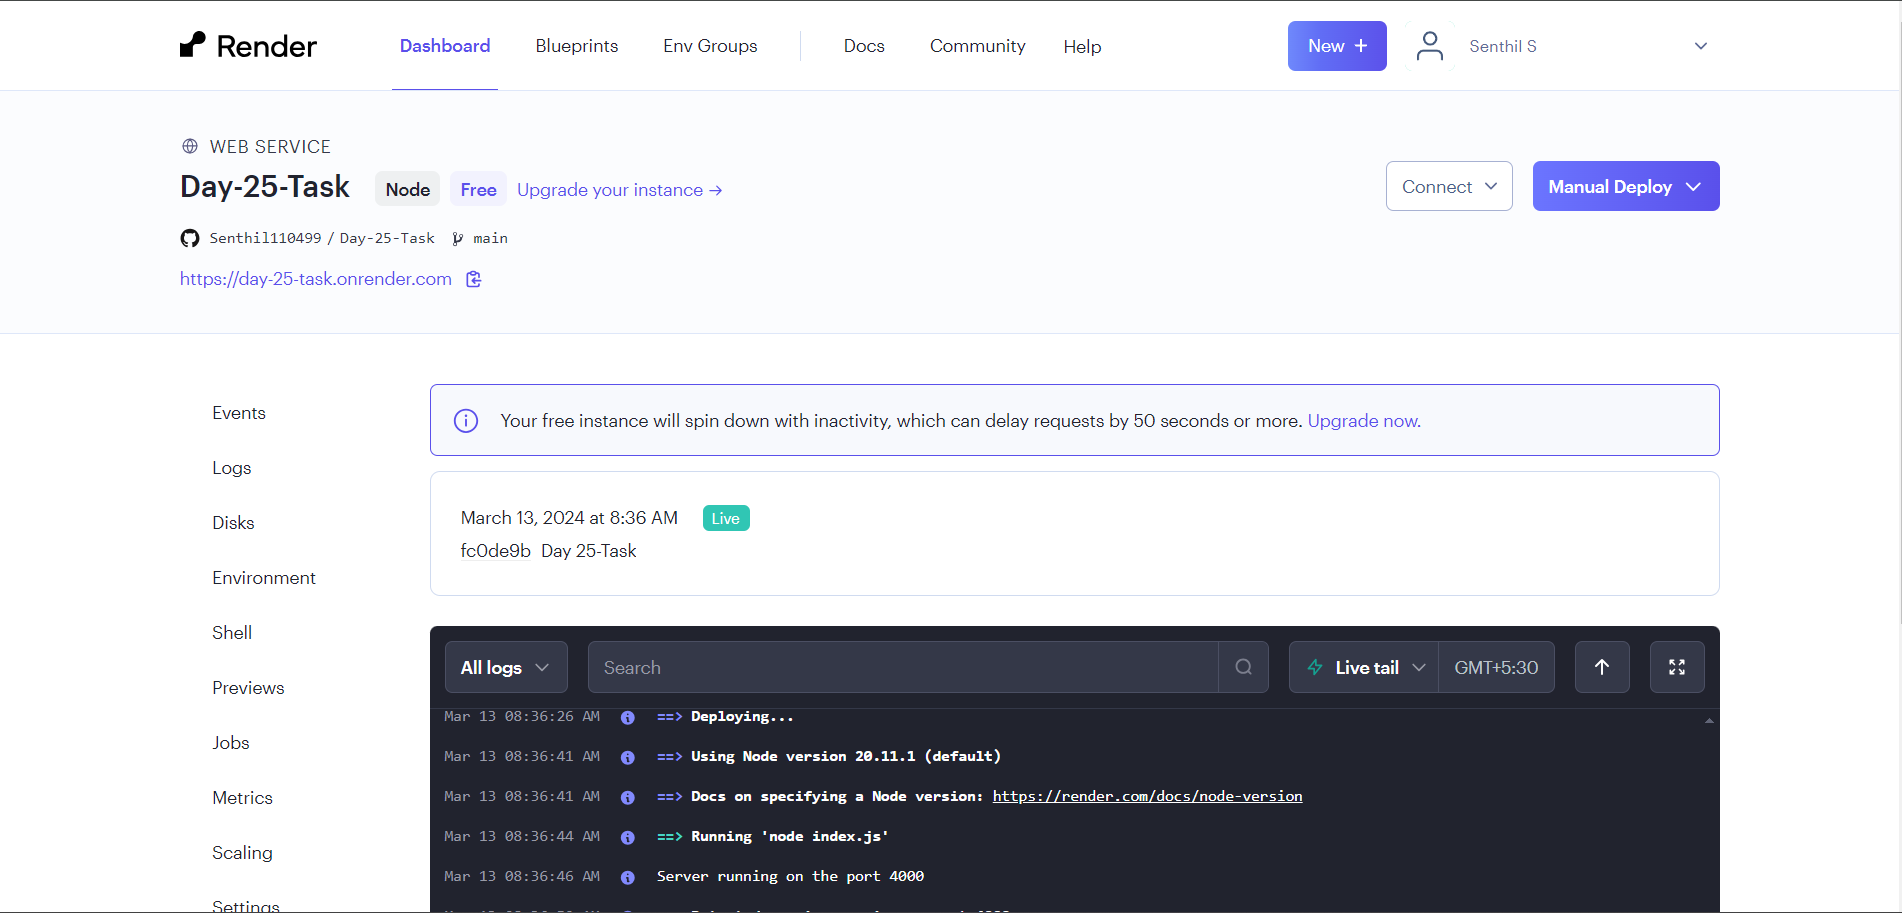 Render
Dashboard
Blueprints
Env Groups
Docs
Community
Help
New +
Senthil S
WEB SERVICE
Day-25-Task
Node
Free
Upgrade your instance →
Connect
Manual Deploy
Senthil110499 / Day-25-Task
main
https://day-25-task.onrender.com
Events
Logs
Disks
Environment
Shell
Previews
Jobs
Metrics
Scaling
Settings
Your free instance will spin down with inactivity, which can delay requests by 50 seconds or more. Upgrade now.
March 13, 2024 at 8:36 AM
Live
fc0de9b Day 25-Task
All logs
Search
Live tail
GMT+5:30
Mar 13 08:36:26 AM ==> Deploying...
Mar 13 08:36:41 AM ==> Using Node version 20.11.1 (default)
Mar 13 08:36:41 AM ==> Docs on specifying a Node version: https://render.com/docs/node-version
Mar 13 08:36:44 AM ==> Running 'node index.js'
Mar 13 08:36:46 AM Server running on the port 4000